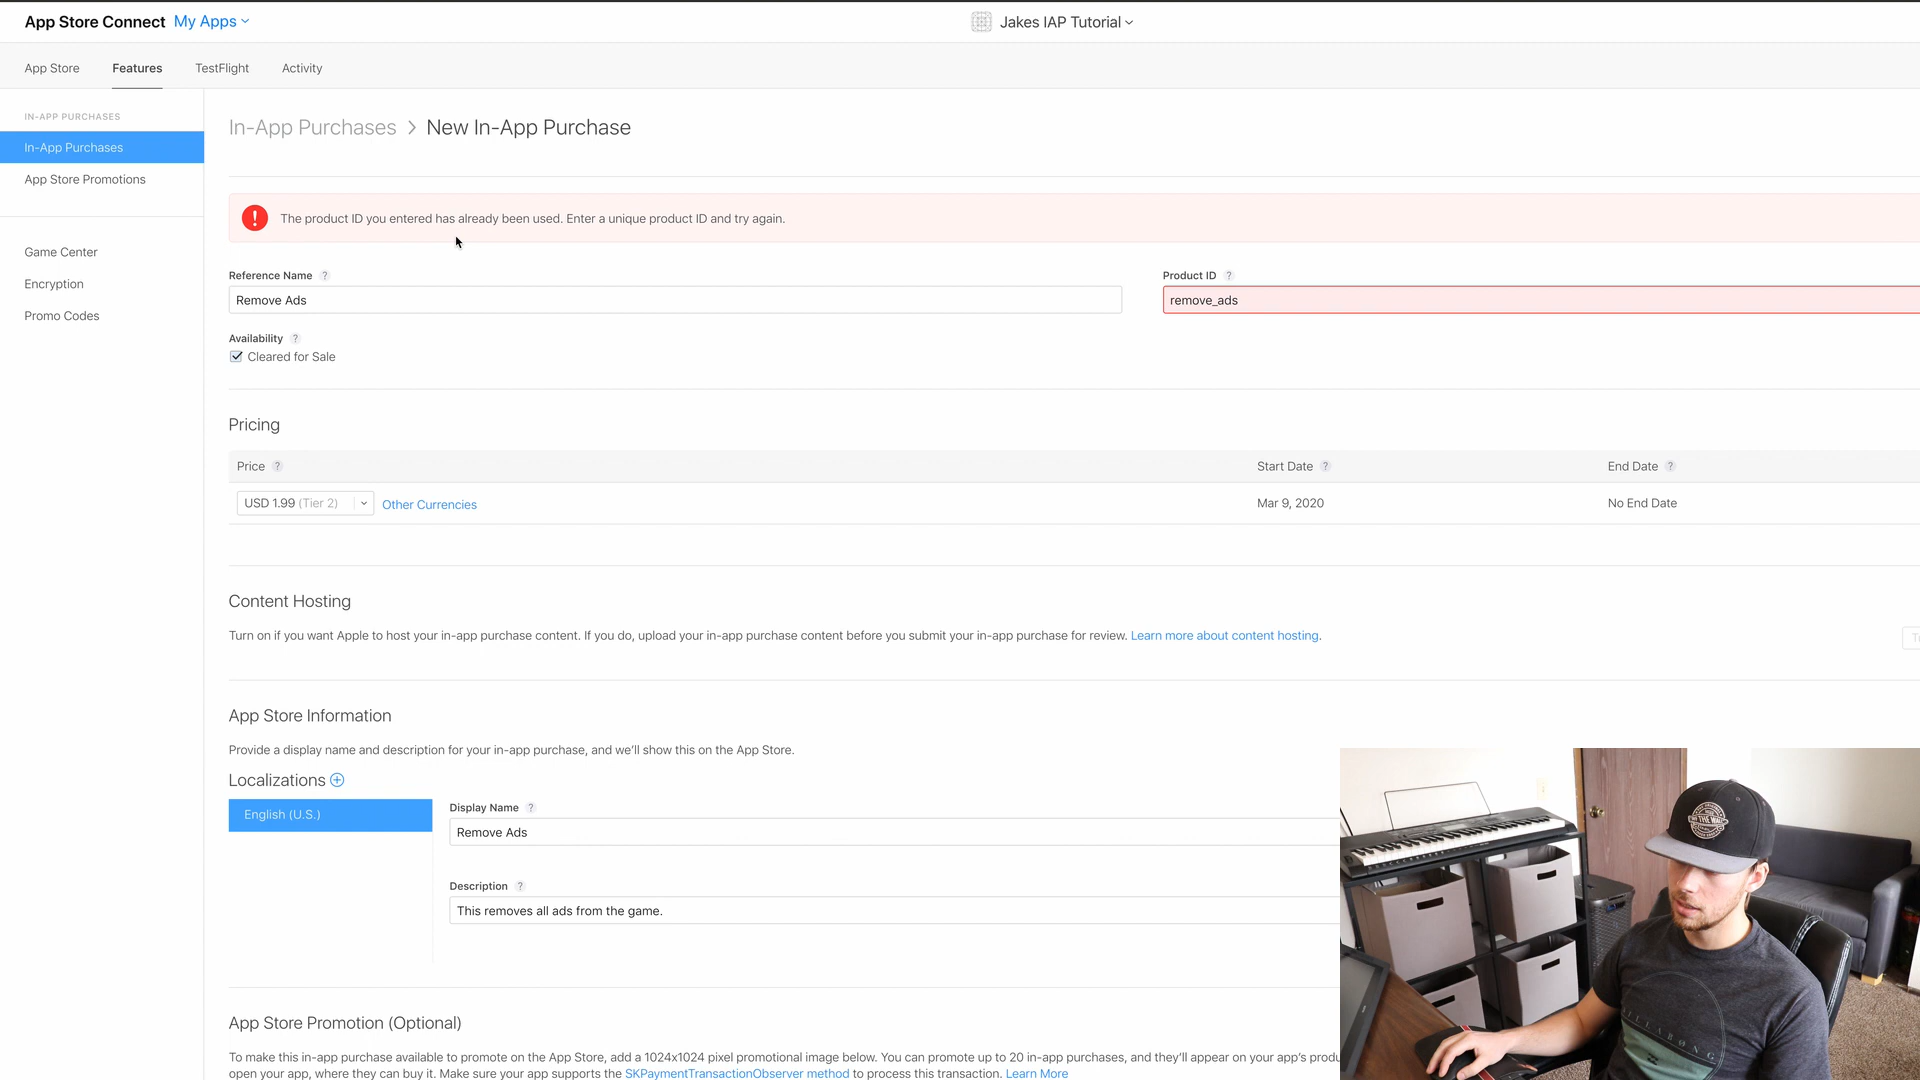 App Store Connect My Apps
Jakes IAP Tutorial
App Store Features TestFlight Activity
IN-APP PURCHASES
In-App Purchases
App Store Promotions
Game Center
Encryption
Promo Codes
In-App Purchases > New In-App Purchase
The product ID you entered has already been used. Enter a unique product ID and try again.
Reference Name ?
Product ID ?
Remove Ads
remove_ads
Availability ?
Cleared for Sale
Pricing
Price ? Start Date ? End Date ?
USD 1.99 (Tier 2) Other Currencies Mar 9, 2020 No End Date
Content Hosting
Turn on if you want Apple to host your in-app purchase content. If you do, upload your in-app purchase content before you submit your in-app purchase for review. Learn more about content hosting.
App Store Information
Provide a display name and description for your in-app purchase, and we'll show this on the App Store.
Localizations
English (U.S.)
Display Name ?
Remove Ads
Description ?
This removes all ads from the game.
App Store Promotion (Optional)
To make this in-app purchase available to promote on the App Store, add a 1024x1024 pixel promotional image below. You can promote up to 20 in-app purchases, and they'll appear on your app's produ
open your app, where they can buy it. Make sure your app supports the SKPaymentTransactionObserver method to process this transaction. Learn More
THE WALL
BILLABONG